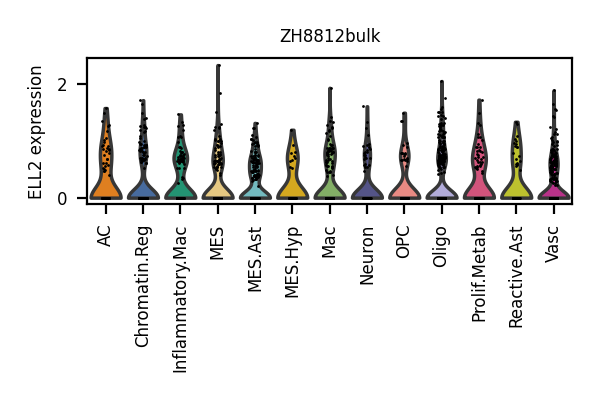 ZH8812bulk
ELL2 expression
2
0
AC
Chromatin.Reg
Inflammatory.Mac
MES
MES.Ast
MES.Hyp
Mac
Neuron
OPC
Oligo
Prolif.Metab
Reactive.Ast
Vasc